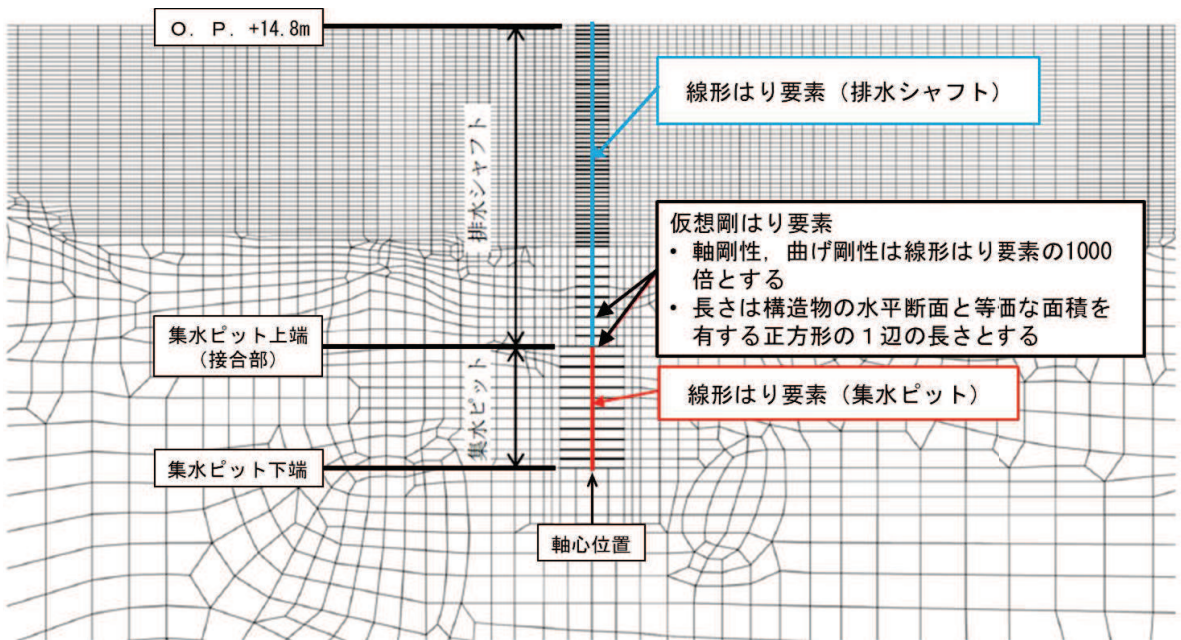 O. P. +14.8m
排水シャフト
線形はり要素（排水シャフト）
仮想剛はり要素
• 軸剛性，曲げ剛性は線形はり要素の1000
倍とする
• 長さは構造物の水平断面と等価な面積を
有する正方形の１辺の長さとする
集水ピット上端
（接合部）
集水ピット
線形はり要素（集水ピット）
集水ピット下端
軸心位置